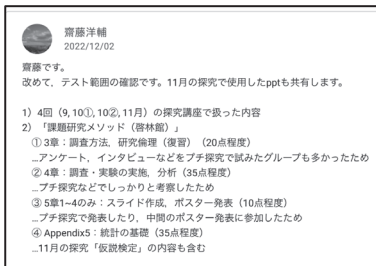 齋藤洋輔
2022/12/02
齊藤です。
改めて、テスト範囲の確認です。11月の探究で使用したpptも共有します。
1）4回（9, 10①, 10②, 11月）の探究講座で扱った内容
2）「課題研究メソッド（啓林館）」
① 3章：調査方法，研究倫理（復習）（20点程度）
…アンケート，インタビューなどをプチ探究で試みたグループも多かったため
② 4章：調査・実験の実施，分析（35点程度）
…プチ探究などでしっかりと考察したため
③ 5章1~4のみ：スライド作成，ポスター発表（10点程度）
…プチ探究で発表したり，中間のポスター発表に参加したため
④ Appendix5：統計の基礎（35点程度）
…11月の探究「仮説検定」の内容も含む